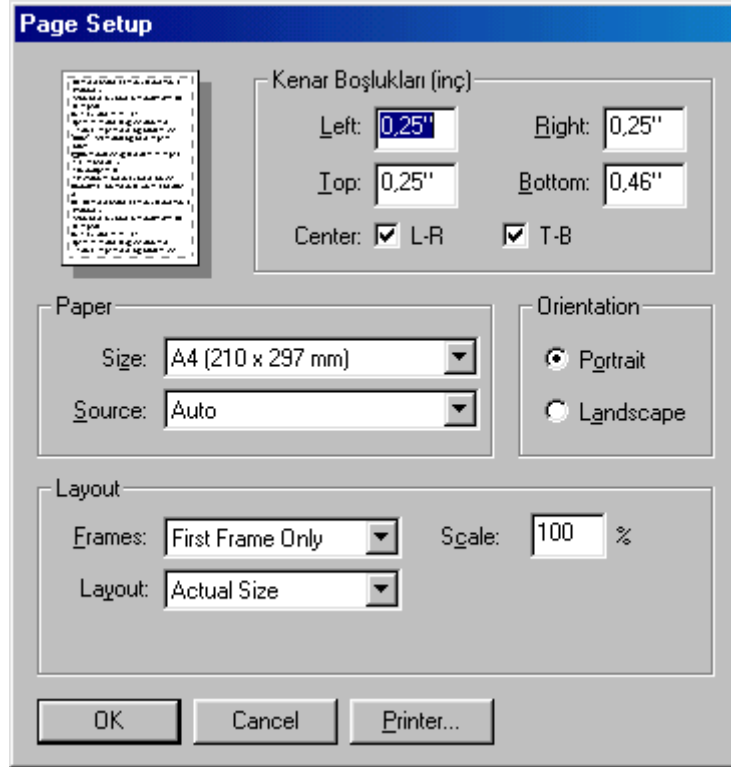 Page Setup
Kenar Boşlukları (inç)
Left: 0,25" Right: 0,25"
Top: 0,25" Bottom: 0,46"
Center: L-R T-B
Paper
Size: A4 (210 x 297 mm)
Source: Auto
Orientation
Portrait
Landscape
Layout
Frames: First Frame Only Scale: 100 %
Layout: Actual Size
OK Cancel Printer...